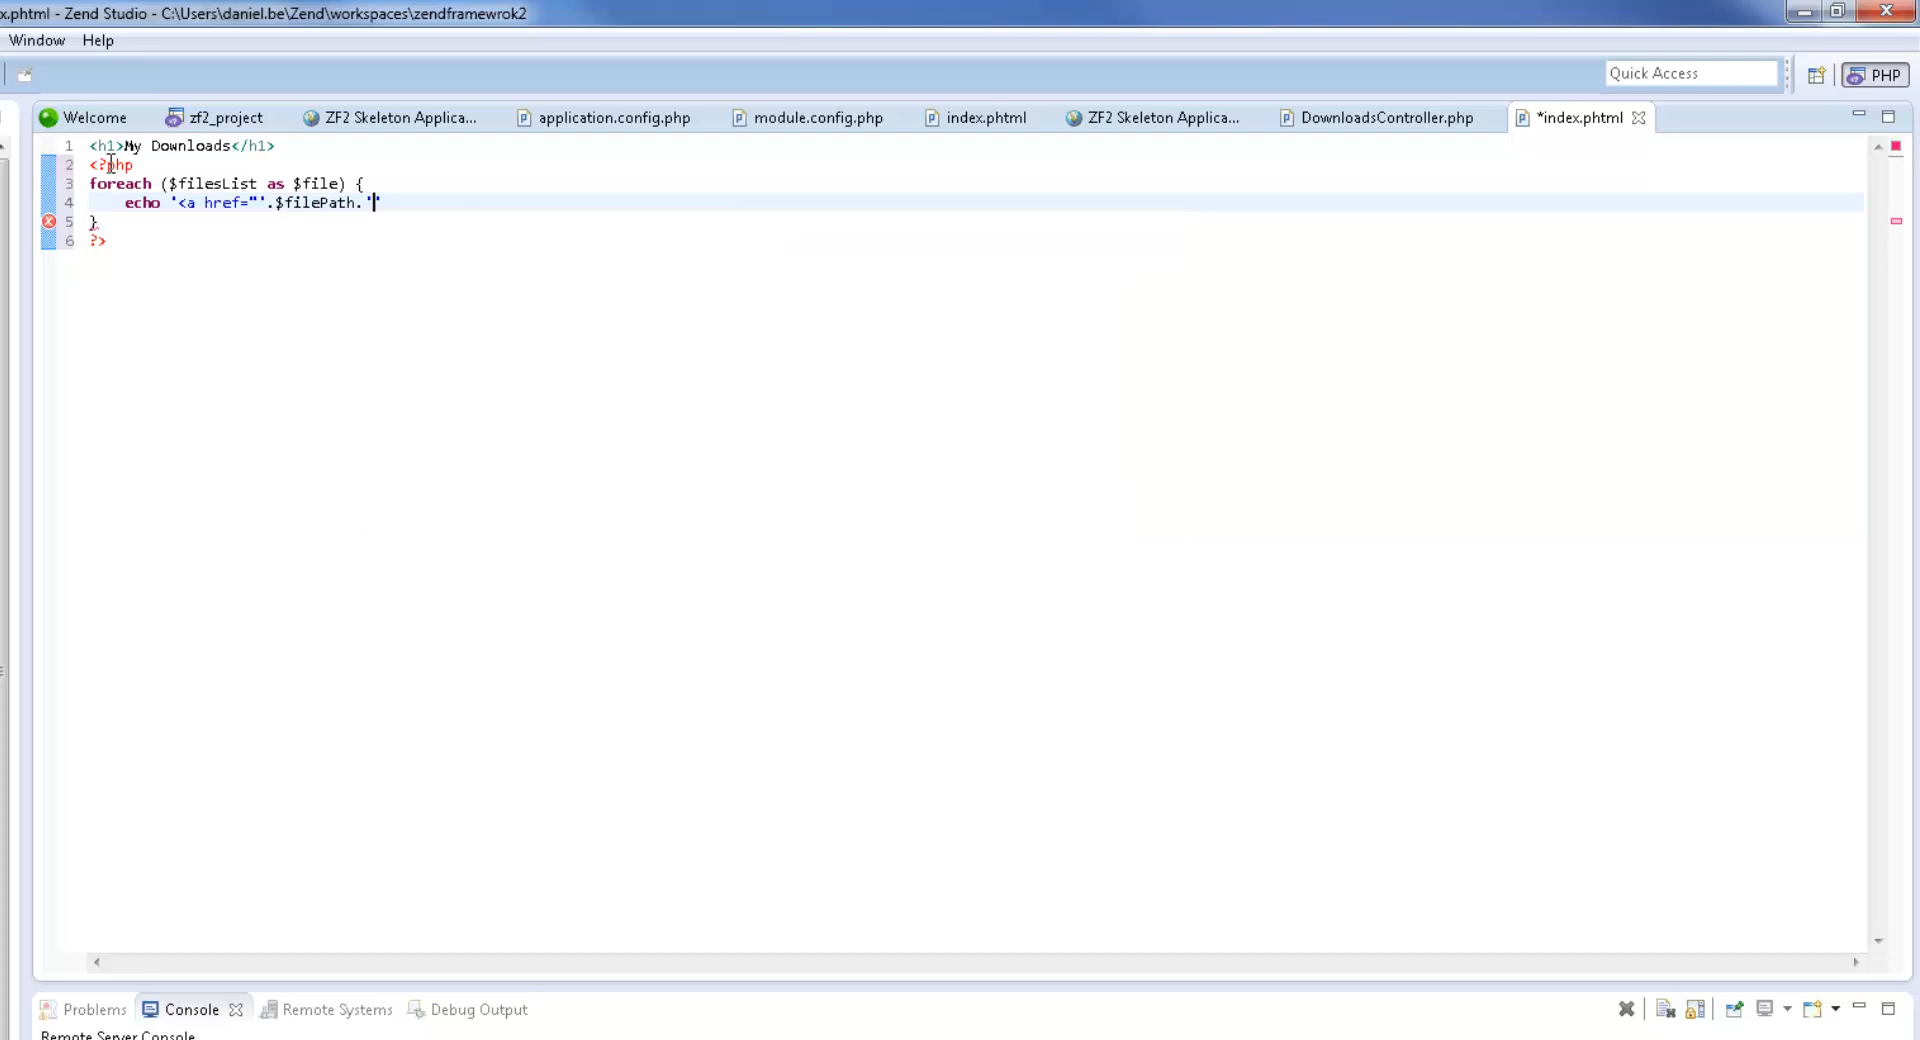 x.phtml - Zend Studio - C:\Users\daniel.be\Zend\workspaces\zendframewrok2
Window Help
Quick Access
PHP
Welcome zf2_project ZF2 Skeleton Applica... application.config.php module.config.php index.phtml ZF2 Skeleton Applica... DownloadsController.php *index.phtml
1 <h1>My Downloads</h1>
2 <?php
3 foreach ($filesList as $file) {
4 echo '<a href="'.$filePath.''
5 }
6 ?>
Problems Console Remote Systems Debug Output
Remote Server Console